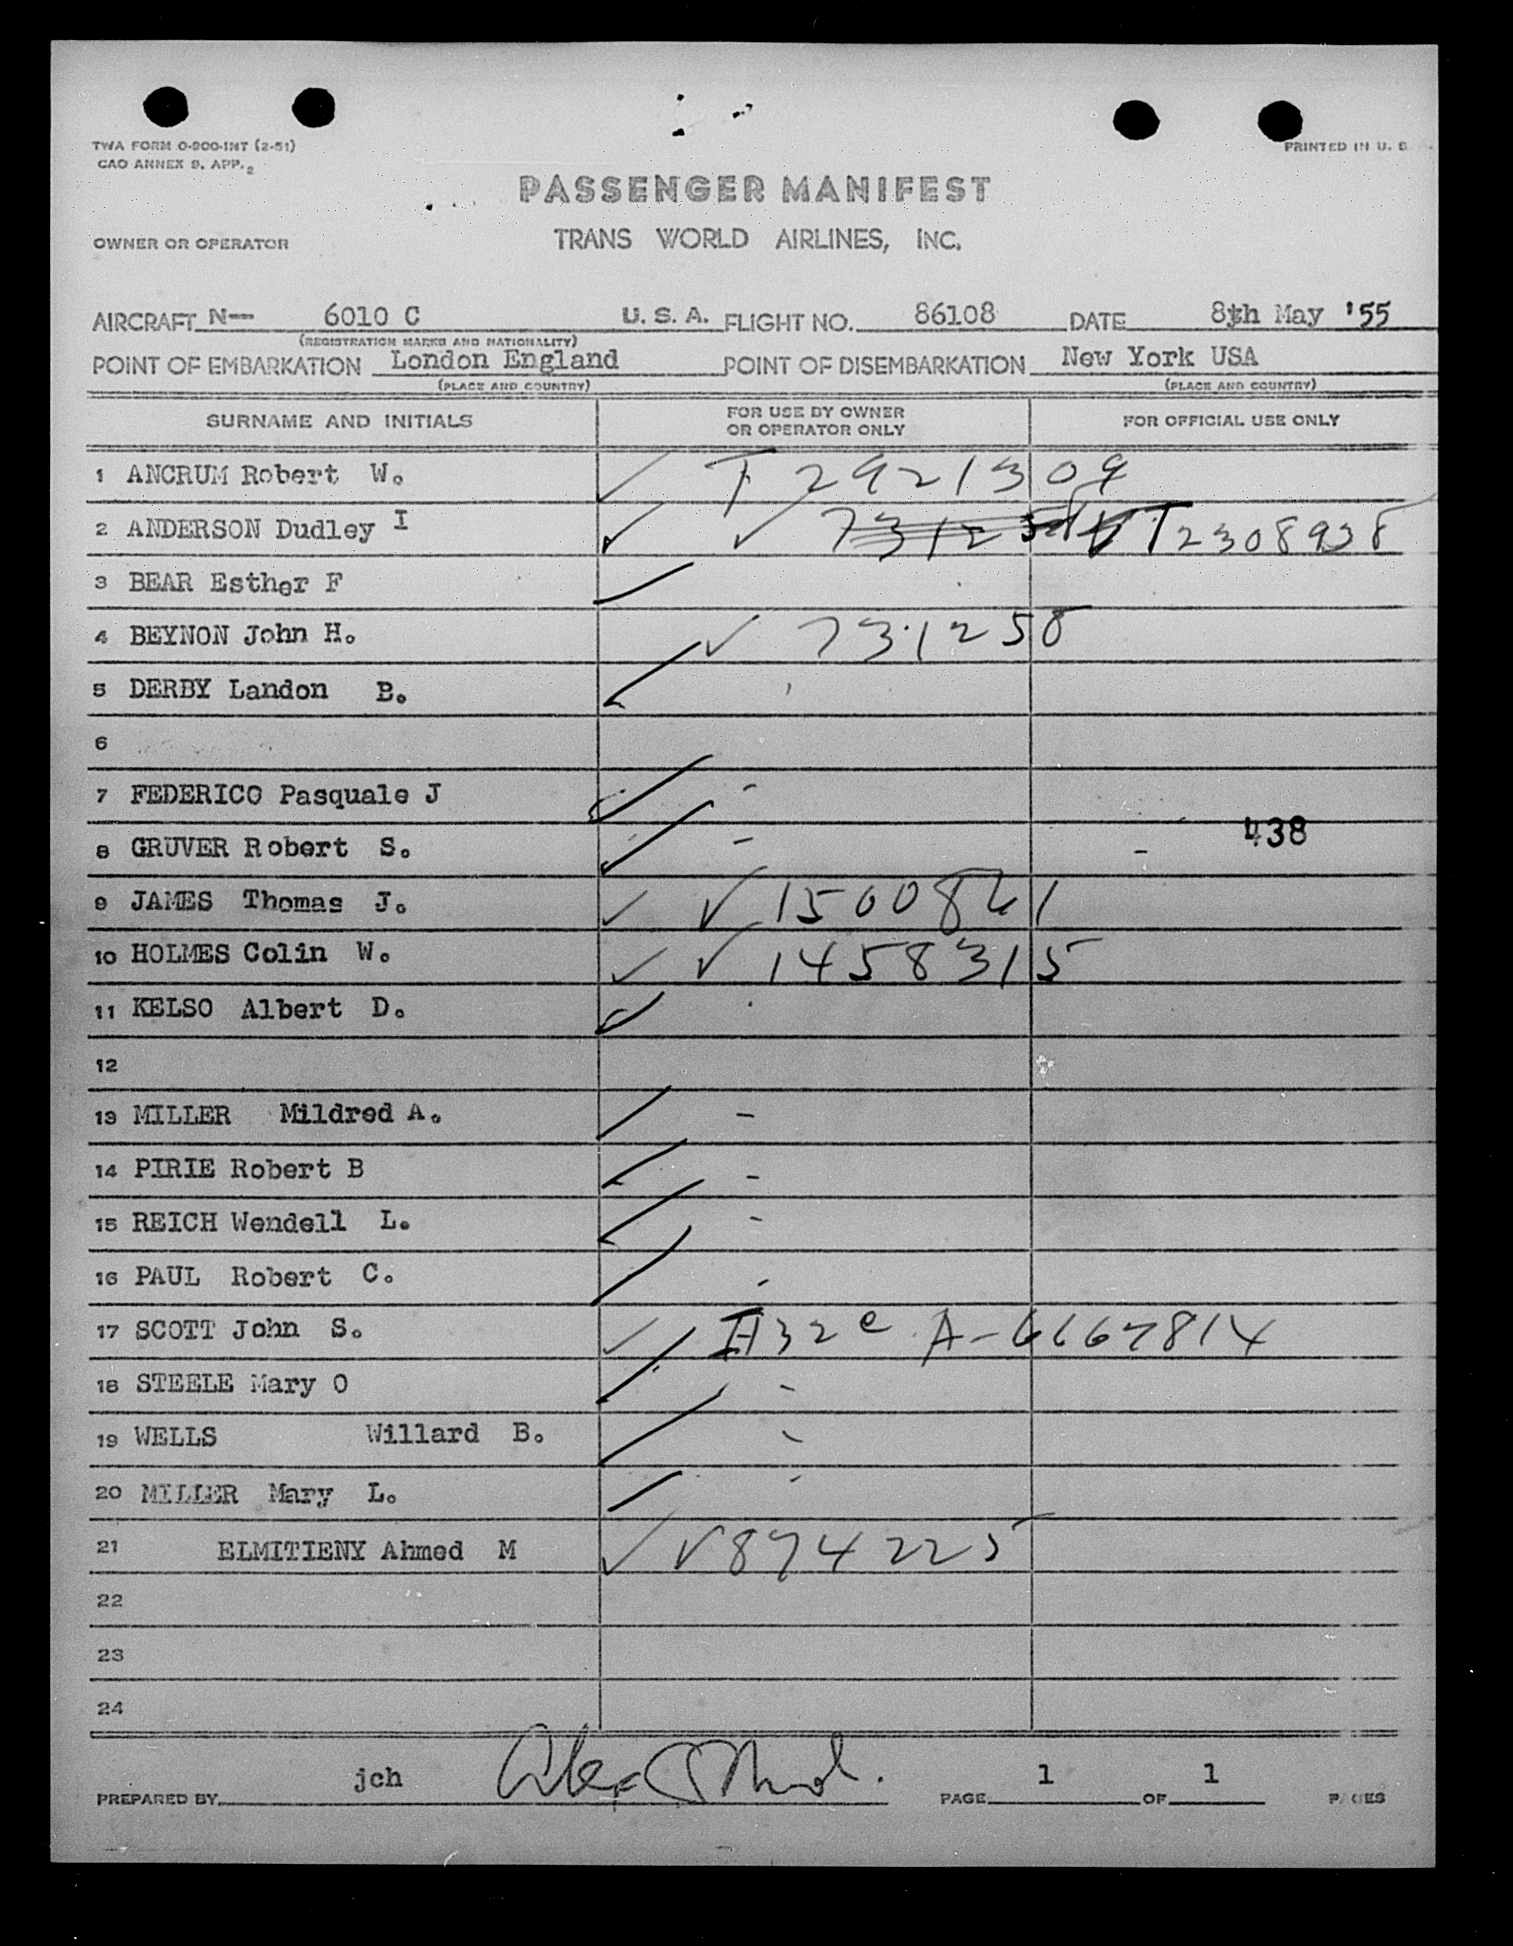 TWA FORM O-900-INT (2-51)
CAO ANNEX 9. APP. 2
PRINTED IN U. S.
PASSENGER MANIFEST
OWNER OR OPERATOR TRANS WORLD AIRLINES, INC.
AIRCRAFT N-- 6010 C U. S. A. FLIGHT NO. 86108 DATE 8th May '55
(REGISTRATION MARKS AND NATIONALITY)
POINT OF EMBARKATION London England POINT OF DISEMBARKATION New York USA
(PLACE AND COUNTRY) (PLACE AND COUNTRY)
SURNAME AND INITIALS FOR USE BY OWNER OR OPERATOR ONLY FOR OFFICIAL USE ONLY
1 ANCRUM Robert W. ✓ T 2921309
2 ANDERSON Dudley I ✓ ✓ T2308938
3 BEAR Esther F
4 BEYNON John H. ✓ 731258
5 DERBY Landon B.
6
7 FEDERICO Pasquale J -
438
8 GRUVER Robert S. -
9 JAMES Thomas J. ✓ ✓ 1500861
10 HOLMES Colin W. ✓ ✓ 1458315
11 KELSO Albert D.
12
13 MILLER Mildred A. -
14 PIRIE Robert B -
15 REICH Wendell L. -
16 PAUL Robert C.
17 SCOTT John S. ✓ A-6167814
18 STEELE Mary O -
19 WELLS Willard B.
20 MILLER Mary L.
21 ELMITIENY Ahmed M ✓ ✓ 874225
22
23
24
PREPARED BY jch PAGE 1 OF 1 PAGES